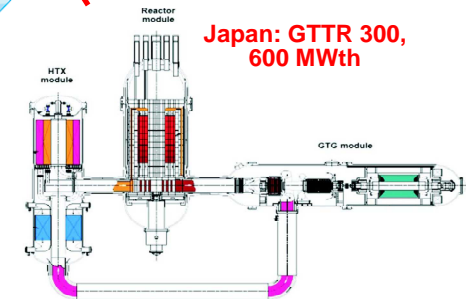 Reactor
module
Japan: GTTR 300,
600 MWth
HTX
module
GTG module